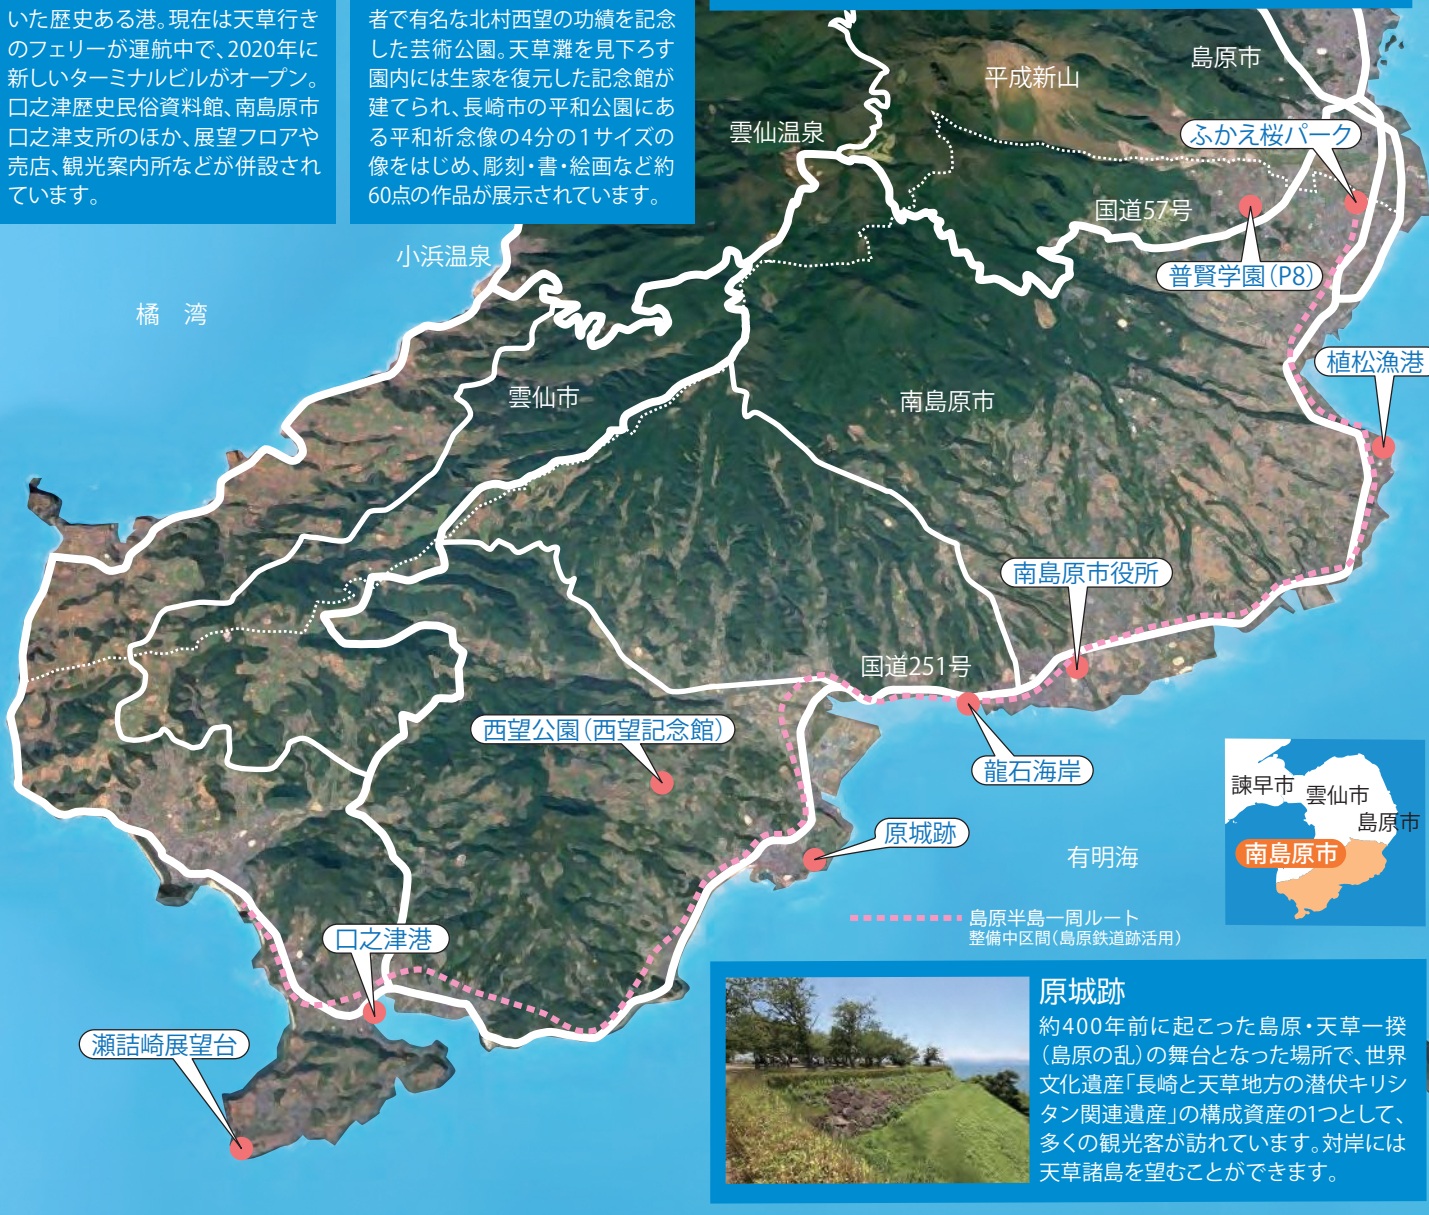 いた歴史ある港。現在は天草行き
のフェリーが運航中で、2020年に
新しいターミナルビルがオープン。
口之津歴史民俗資料館、南島原市
口之津支所のほか、展望フロアや
売店、観光案内所などが併設され
ています。
者で有名な北村西望の功績を記念
した芸術公園。天草灘を見下ろす
園内には生家を復元した記念館が
建てられ、長崎市の平和公園にあ
る平和祈念像の4分の1サイズの
像をはじめ、彫刻・書・絵画など約
60点の作品が展示されています。
島原市
平成新山
雲仙温泉
ふかえ桜パーク
国道57号
普賢学園(P8)
小浜温泉
橘 湾
植松漁港
雲仙市
南島原市
南島原市役所
国道251号
西望公園(西望記念館)
龍石海岸
諫早市
雲仙市
島原市
南島原市
原城跡
有明海
島原半島一周ルート
整備中区間(島原鉄道跡活用)
口之津港
瀬詰崎展望台
原城跡
約400年前に起こった島原・天草一揆
(島原の乱)の舞台となった場所で、世界
文化遺産「長崎と天草地方の潜伏キリシ
タン関連遺産」の構成資産の1つとして、
多くの観光客が訪れています。対岸には
天草諸島を望むことができます。